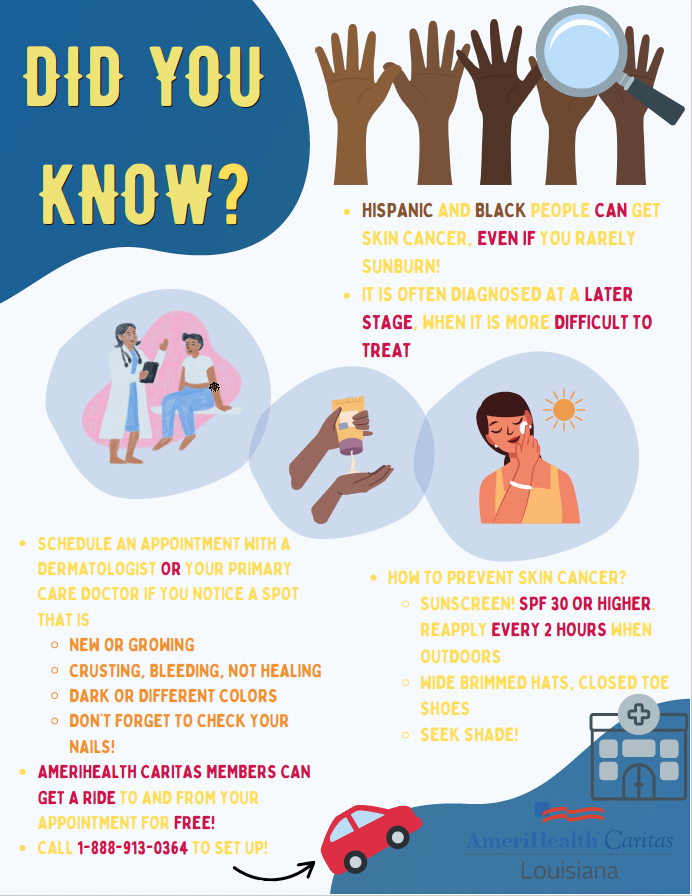 DID YOU
KNOW?
HISPANIC AND BLACK PEOPLE CAN GET
SKIN CANCER, EVEN IF YOU RARELY
SUNBURN!
IT IS OFTEN DIAGNOSED AT A LATER
STAGE, WHEN IT IS MORE DIFFICULT TO
TREAT
SCHEDULE AN APPOINTMENT WITH A
DERMATOLOGIST OR YOUR PRIMARY
CARE DOCTOR IF YOU NOTICE A SPOT
THAT IS
NEW OR GROWING
CRUSTING, BLEEDING, NOT HEALING
DARK OR DIFFERENT COLORS
DON'T FORGET TO CHECK YOUR
NAILS!
AMERIHEALTH CARITAS MEMBERS CAN
GET A RIDE TO AND FROM YOUR
APPOINTMENT FOR FREE!
CALL 1-888-913-0364 TO SET UP!
HOW TO PREVENT SKIN CANCER?
SUNSCREEN! SPF 30 OR HIGHER.
REAPPLY EVERY 2 HOURS WHEN
OUTDOORS
WIDE BRIMMED HATS, CLOSED TOE
SHOES
SEEK SHADE!
AmeriHealth Caritas
Louisiana